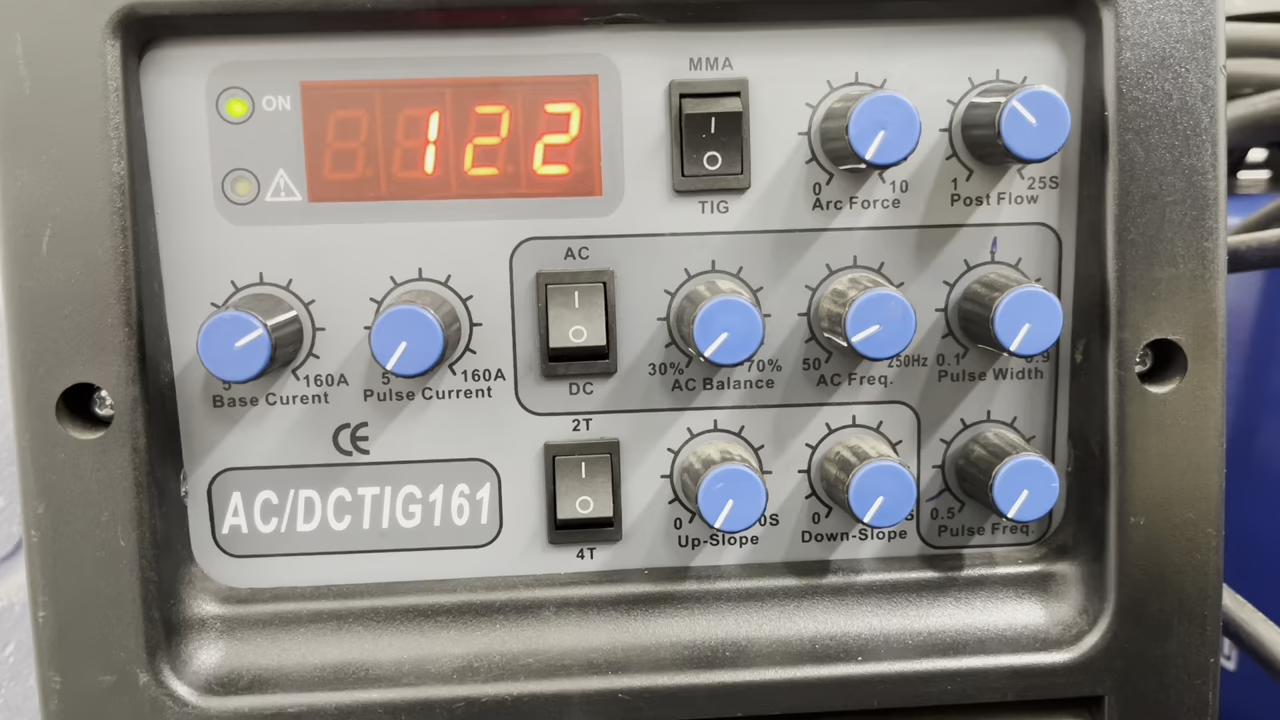 ON
122
MMA
I
O
TIG
0
10
Arc Force
1
25S
Post Flow
5
160A
Base Curent
5
160A
Pulse Current
AC
I
O
DC
30%
70%
AC Balance
50
250Hz
AC Freq.
0.1
0.9
Pulse Width
CE
AC/DCTIG161
2T
I
O
4T
0
0S
Up-Slope
0
S
Down-Slope
0.5
Pulse Freq.